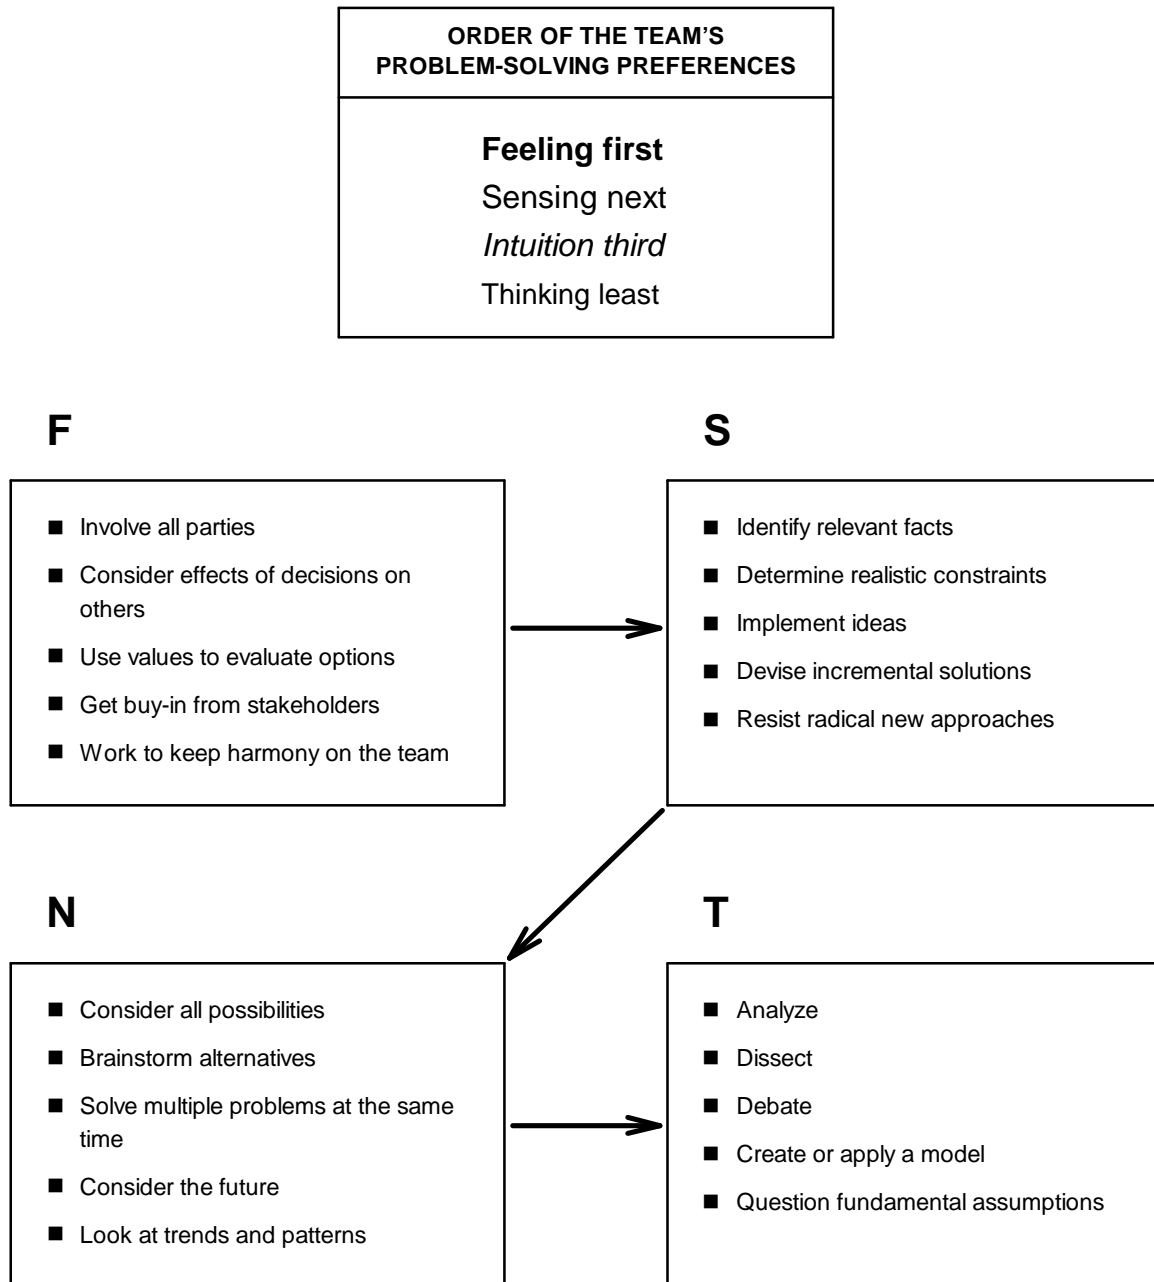 ORDER OF THE TEAM’S
PROBLEM-SOLVING PREFERENCES
Feeling first
Sensing next
Intuition third
Thinking least
F
■ Involve all parties
■ Consider effects of decisions on
others
■ Use values to evaluate options
■ Get buy-in from stakeholders
■ Work to keep harmony on the team
S
■ Identify relevant facts
■ Determine realistic constraints
■ Implement ideas
■ Devise incremental solutions
■ Resist radical new approaches
N
■ Consider all possibilities
■ Brainstorm alternatives
■ Solve multiple problems at the same
time
■ Consider the future
■ Look at trends and patterns
T
■ Analyze
■ Dissect
■ Debate
■ Create or apply a model
■ Question fundamental assumptions